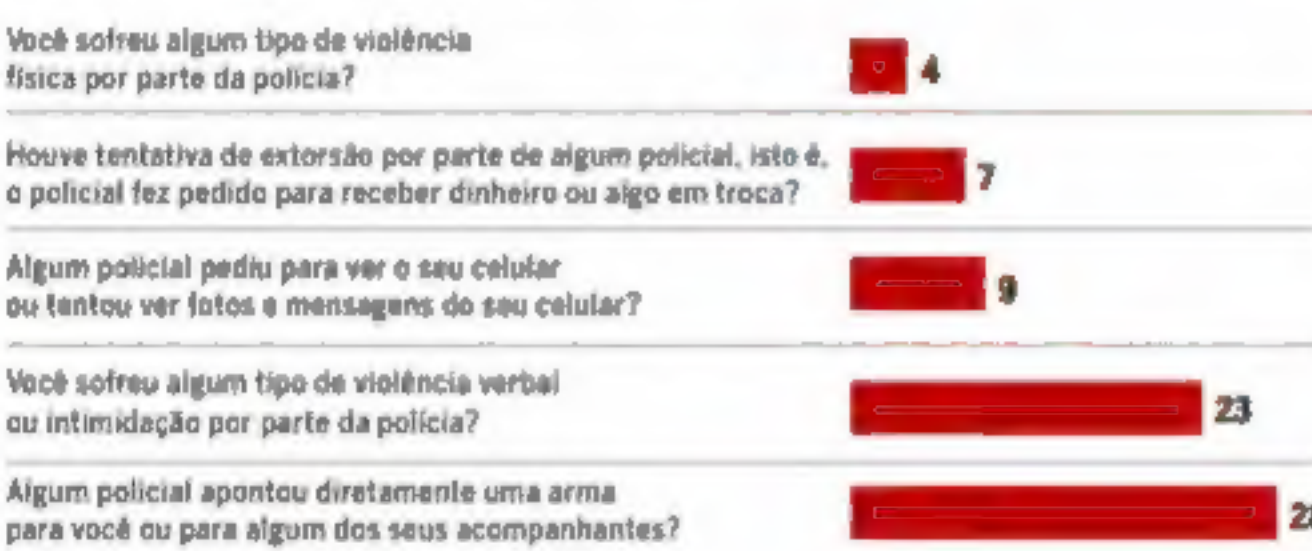 Você sofreu algum tipo de violência
física por parte da polícia?
4
Houve tentativa de extorsão por parte de algum policial, isto é,
o policial fez pedido para receber dinheiro ou algo em troca?
7
Algum policial pediu para ver o seu celular
ou tentou ver fotos e mensagens do seu celular?
9
Você sofreu algum tipo de violência verbal
ou intimidação por parte da polícia?
23
Algum policial apontou diretamente uma arma
para você ou para algum dos seus acompanhantes?